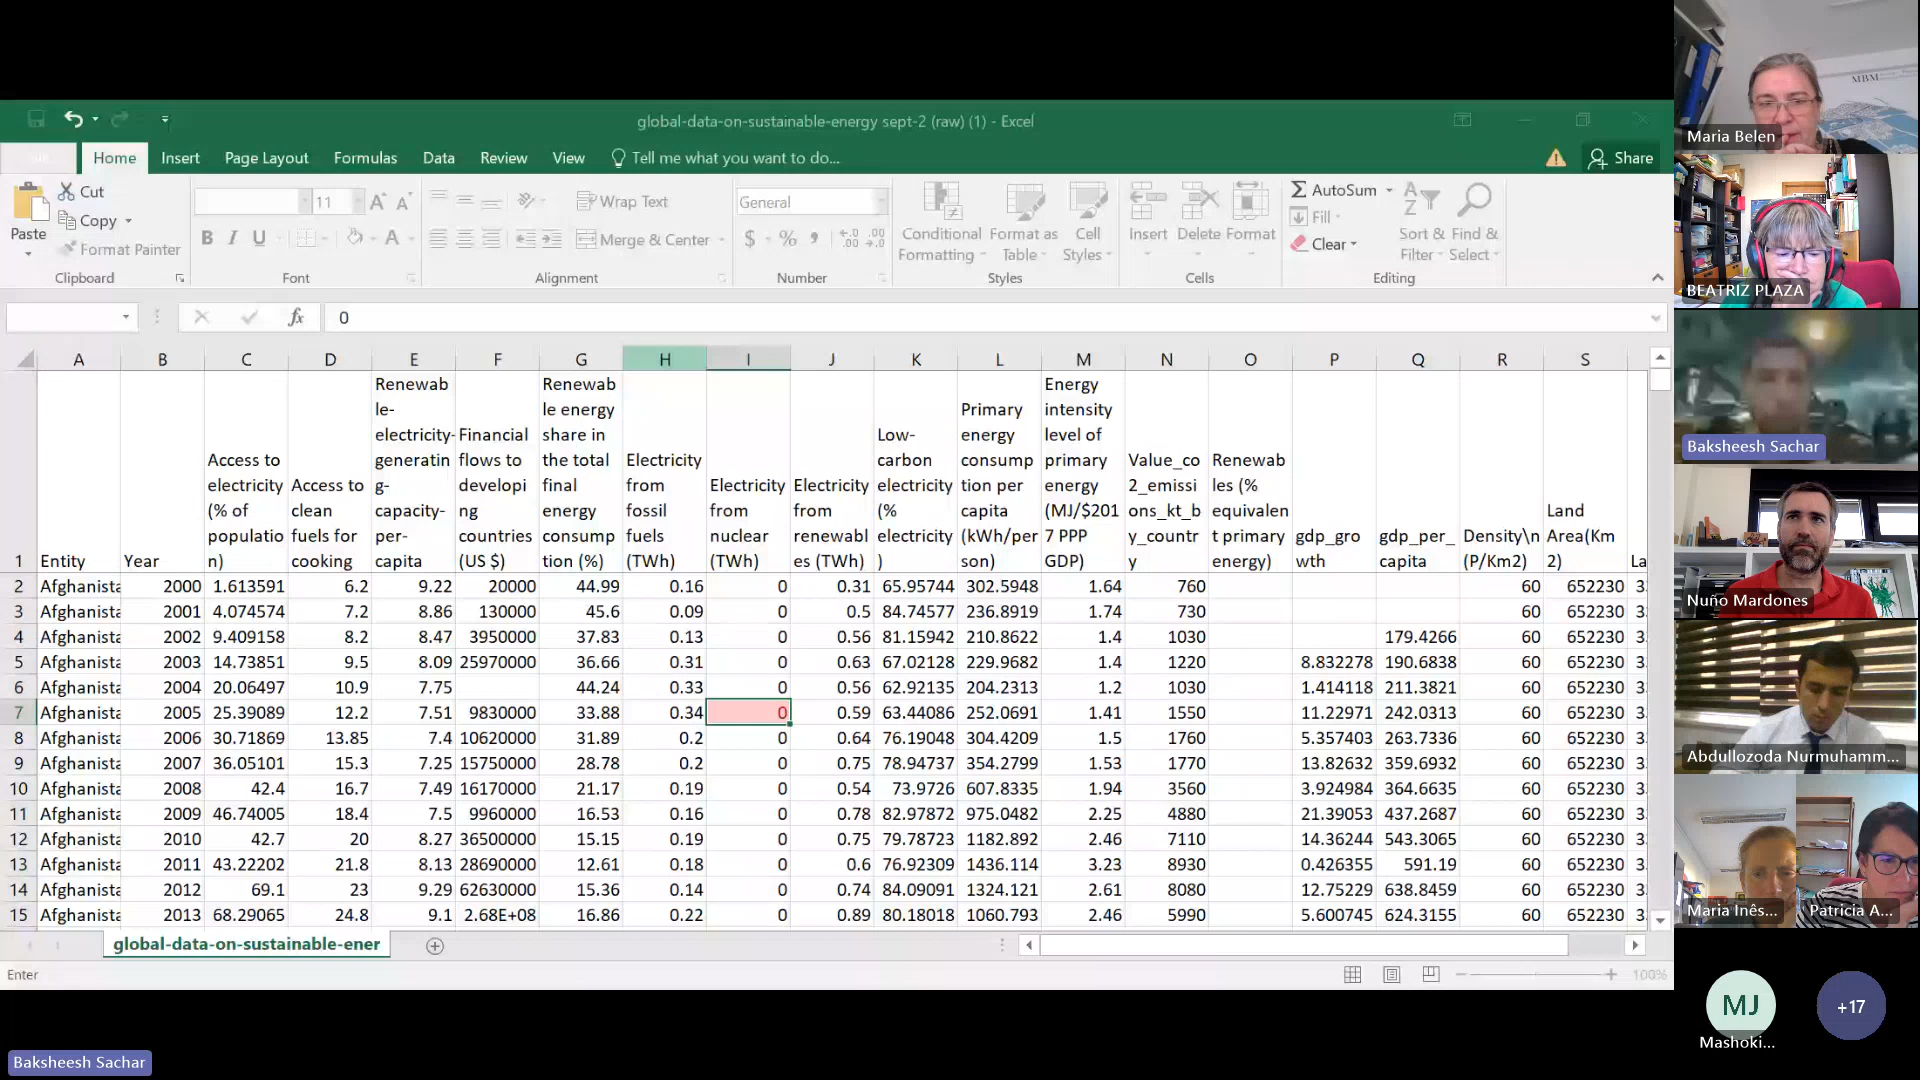 global-data-on-sustainable-energy sept-2 (raw) (1) - Excel
Home Insert Page Layout Formulas Data Review View Tell me what you want to do... Share
Paste Cut
Copy
Format Painter
Clipboard
11 A A
B I U A
Font
Wrap Text
Merge & Center
Alignment
General
$ %
Number
Conditional Formatting
Format as Table
Cell Styles
Styles
Insert Delete Format
Cells
AutoSum
Fill
Clear
Sort & Filter
Find & Select
Editing
fx 0
A B C D E F G H I J K L M N O P Q R S
1 Entity Year Access to electricity (% of population) Access to clean fuels for cooking Renewable-electricity-generating-capacity-per-capita Financial flows to developing countries (US $) Renewable energy share in the total final energy consumption (%) Electricity from fossil fuels (TWh) Electricity from nuclear (TWh) Electricity from renewables (TWh) Low-carbon electricity (% electricity) Primary energy consumption per capita (kWh/person) Energy intensity level of primary energy (MJ/$2017 PPP GDP) Value_co2_emissions_kt_by_country Renewables (% equivalent primary energy) gdp_growth gdp_per_capita Density\n(P/Km2) Land Area(Km2) La
2 Afghanista 2000 1.613591 6.2 9.22 20000 44.99 0.16 0 0.31 65.95744 302.5948 1.64 760 60 652230 3
3 Afghanista 2001 4.074574 7.2 8.86 130000 45.6 0.09 0 0.5 84.74577 236.8919 1.74 730 60 652230 3
4 Afghanista 2002 9.409158 8.2 8.47 3950000 37.83 0.13 0 0.56 81.15942 210.8622 1.4 1030 179.4266 60 652230 3
5 Afghanista 2003 14.73851 9.5 8.09 25970000 36.66 0.31 0 0.63 67.02128 229.9682 1.4 1220 8.832278 190.6838 60 652230 3
6 Afghanista 2004 20.06497 10.9 7.75 44.24 0.33 0 0.56 62.92135 204.2313 1.2 1030 1.414118 211.3821 60 652230 3
7 Afghanista 2005 25.39089 12.2 7.51 9830000 33.88 0.34 0 0.59 63.44086 252.0691 1.41 1550 11.22971 242.0313 60 652230 3
8 Afghanista 2006 30.71869 13.85 7.4 10620000 31.89 0.2 0 0.64 76.19048 304.4209 1.5 1760 5.357403 263.7336 60 652230 3
9 Afghanista 2007 36.05101 15.3 7.25 15750000 28.78 0.2 0 0.75 78.94737 354.2799 1.53 1770 13.82632 359.6932 60 652230 3
10 Afghanista 2008 42.4 16.7 7.49 16170000 21.17 0.19 0 0.54 73.9726 607.8335 1.94 3560 3.924984 364.6635 60 652230 3
11 Afghanista 2009 46.74005 18.4 7.5 9960000 16.53 0.16 0 0.78 82.97872 975.0482 2.25 4880 21.39053 437.2687 60 652230 3
12 Afghanista 2010 42.7 20 8.27 36500000 15.15 0.19 0 0.75 79.78723 1182.892 2.46 7110 14.36244 543.3065 60 652230 3
13 Afghanista 2011 43.22202 21.8 8.13 28690000 12.61 0.18 0 0.6 76.92309 1436.114 3.23 8930 0.426355 591.19 60 652230 3
14 Afghanista 2012 69.1 23 9.29 62630000 15.36 0.14 0 0.74 84.09091 1324.121 2.61 8080 12.75229 638.8459 60 652230 3
15 Afghanista 2013 68.29065 24.8 9.1 2.68E+08 16.86 0.22 0 0.89 80.18018 1060.793 2.46 5990 5.600745 624.3155 60 652230 3
global-data-on-sustainable-ener
Enter
100%
MBM
Maria Belen
BEATRIZ PLAZA
Baksheesh Sachar
Nuño Mardones
Abdullozoda Nurmuhamm...
Maria Inês... Patricia A...
MJ +17
Mashoki...
Baksheesh Sachar